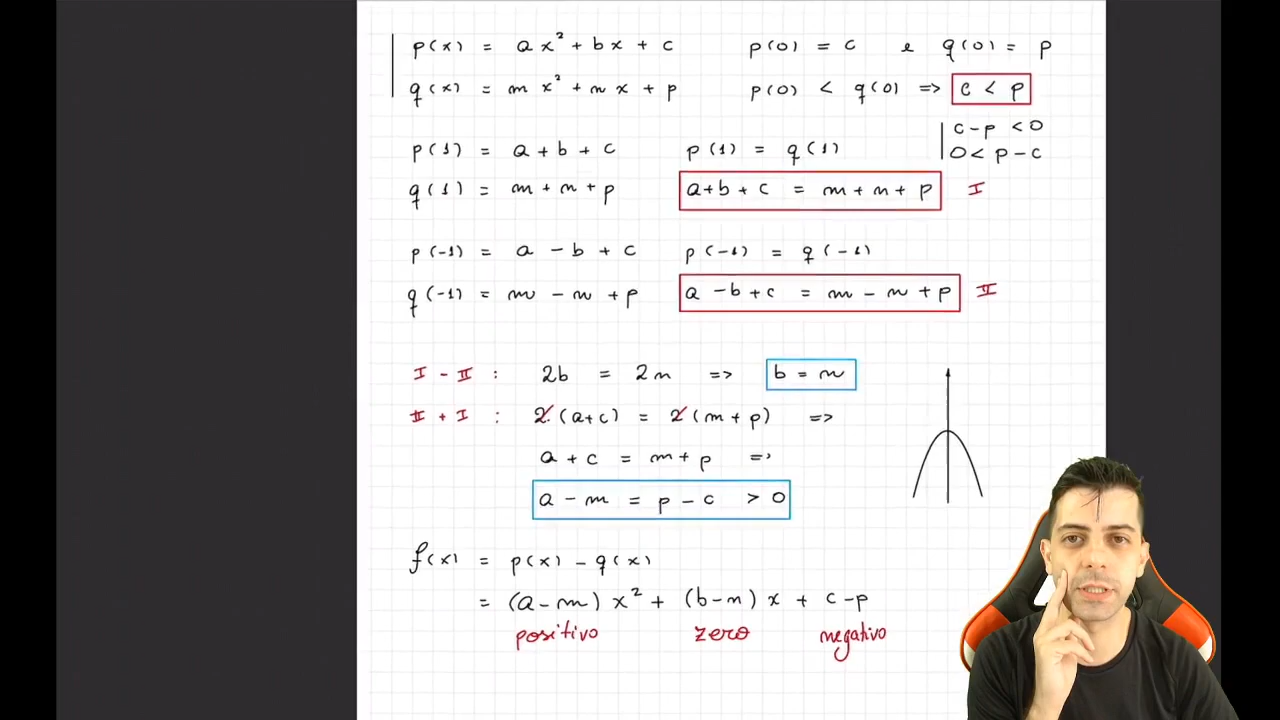 p(x) = ax² + bx + c p(0) = c e q(0) = p
q(x) = mx² + nx + p p(0) < q(0) => c < p
c-p < 0
p(1) = a + b + c p(1) = q(1)
0 < p - c
q(1) = m + n + p a+b+c = m+n+p I
p(-1) = a - b + c p(-1) = q(-1)
q(-1) = m - n + p a - b + c = m - n + p II
I - II : 2b = 2n => b = n
II + I : 2.(a+c) = 2(m+p) =>
a + c = m + p =>
a - m = p - c > 0
f(x) = p(x) - q(x)
= (a-m)x² + (b-n)x + c-p
positivo zero negativo